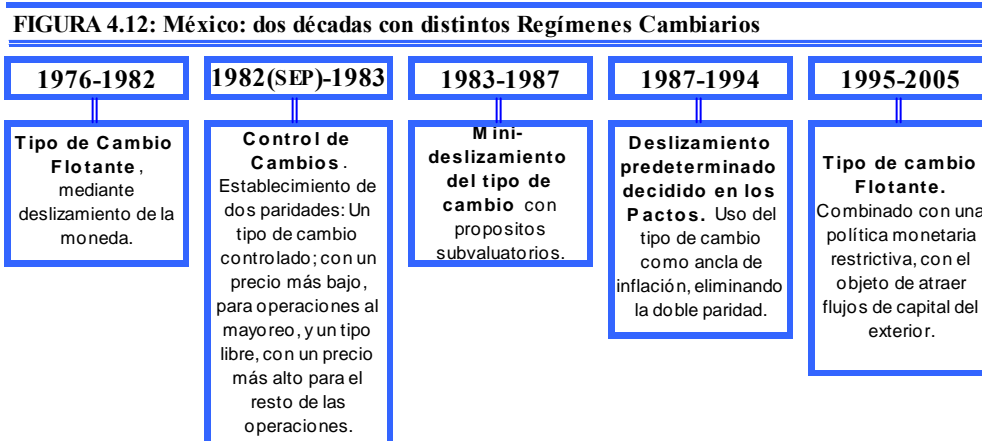 FIGURA 4.12: México: dos décadas con distintos Regímenes Cambiarios
1976-1982
Tipo de Cambio
Flotante,
mediante
deslizamiento de la
moneda.
1982(SEP)-1983
Control de
Cambios.
Establecimiento de
dos paridades: Un
tipo de cambio
controlado; con un
precio más bajo,
para operaciones al
mayoreo, y un tipo
libre, con un precio
más alto para el
resto de las
operaciones.
1983-1987
Mini-
deslizamiento
del tipo de
cambio con
propositos
subvaluatorios.
1987-1994
Deslizamiento
predeterminado
decidido en los
Pactos. Uso del
tipo de cambio
como ancla de
inflación, eliminando
la doble paridad.
1995-2005
Tipo de cambio
Flotante.
Combinado con una
política monetaria
restrictiva, con el
objeto de atraer
flujos de capital del
exterior.